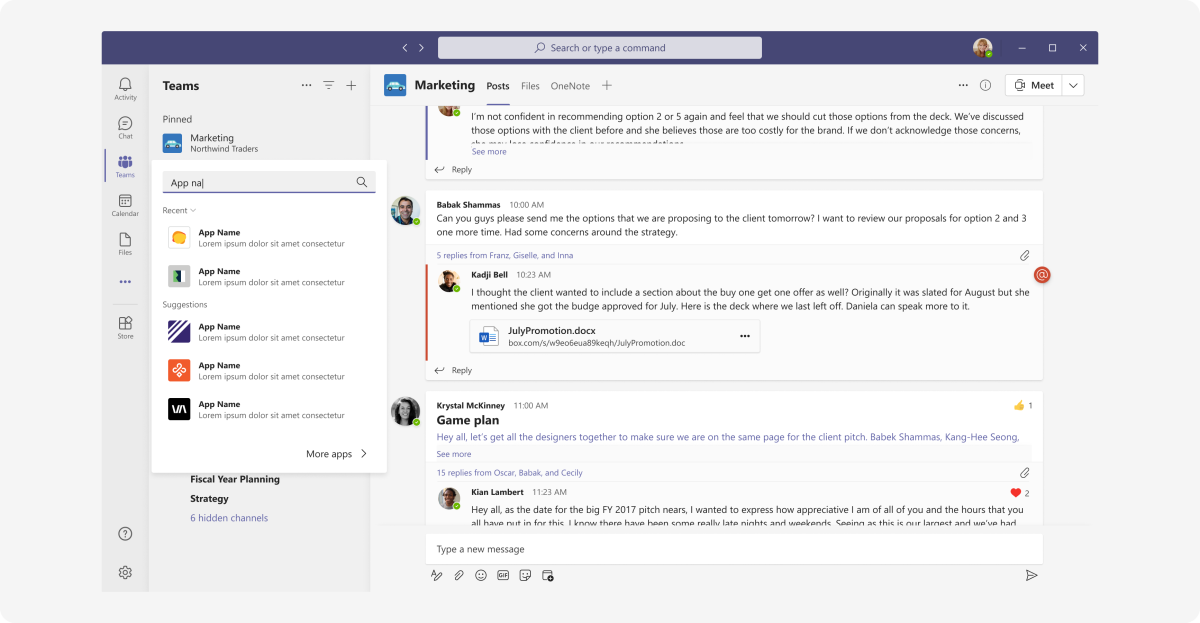 Search or type a command
Activity
Chat
Teams
Calendar
Files
Store
Teams
Pinned
Marketing
Northwind Traders
App na
Recent
App Name
Lorem ipsum dolor sit amet consectetur
App Name
Lorem ipsum dolor sit amet consectetur
Suggestions
App Name
Lorem ipsum dolor sit amet consectetur
App Name
Lorem ipsum dolor sit amet consectetur
VA
App Name
Lorem ipsum dolor sit amet consectetur
More apps
Fiscal Year Planning
Strategy
6 hidden channels
Marketing Posts Files OneNote
Meet
I'm not confident in recommending option 2 or 5 again and feel that we should cut those options from the deck. We've discussed
those options with the client before and she believes those are too costly for the brand. If we don't acknowledge those concerns,
she may lose confidence in our recommendations.
See more
Reply
Babak Shammas 10:00 AM
Can you guys please send me the options that we are proposing to the client tomorrow? I want to review our proposals for option 2 and 3
one more time. Had some concerns around the strategy.
5 replies from Franz, Giselle, and Inna
Kadji Bell 10:23 AM
@
I thought the client wanted to include a section about the buy one get one offer as well? Originally it was slated for August but she
mentioned she got the budge approved for July. Here is the deck where we last left off. Daniela can speak more to it.
W
JulyPromotion.docx
box.com/s/w9eo6eua89keqh/JulyPromotion.doc
Reply
Krystal McKinney 11:00 AM
1
Game plan
Hey all, let's get all the designers together to make sure we are on the same page for the client pitch. Babek Shammas, Kang-Hee Seong,
See more
15 replies from Oscar, Babak, and Cecily
Kian Lambert 11:23 AM
2
Hey all, as the date for the big FY 2017 pitch nears, I wanted to express how appreciative I am of all of you and the hours that you
all have put in for this. I know there have been some really late nights and weekends. Seeing as this is our largest and we've had
Type a new message
GIF